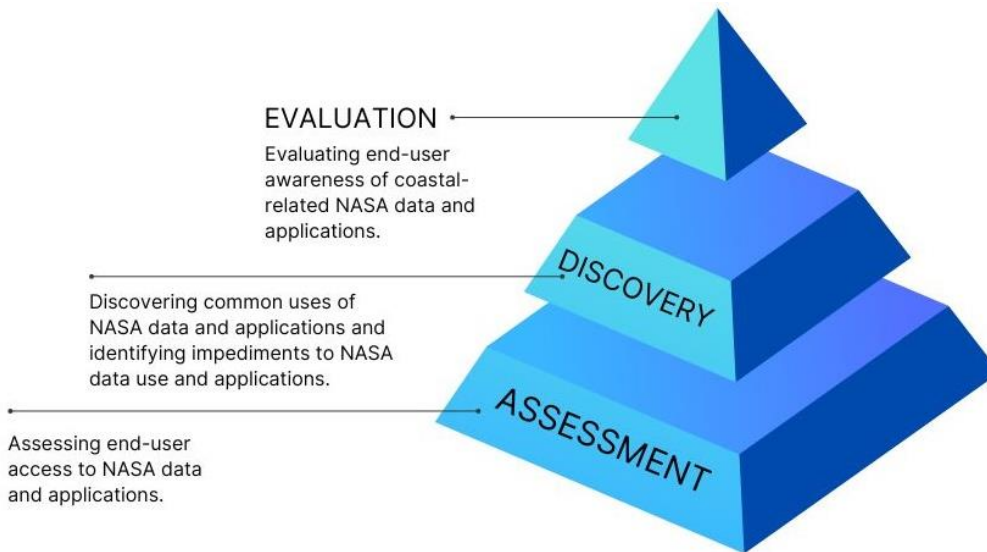 EVALUATION
Evaluating end-user
awareness of coastal-
related NASA data and
applications.
DISCOVERY
Discovering common uses of
NASA data and applications and
identifying impediments to NASA
data use and applications.
ASSESSMENT
Assessing end-user
access to NASA data
and applications.